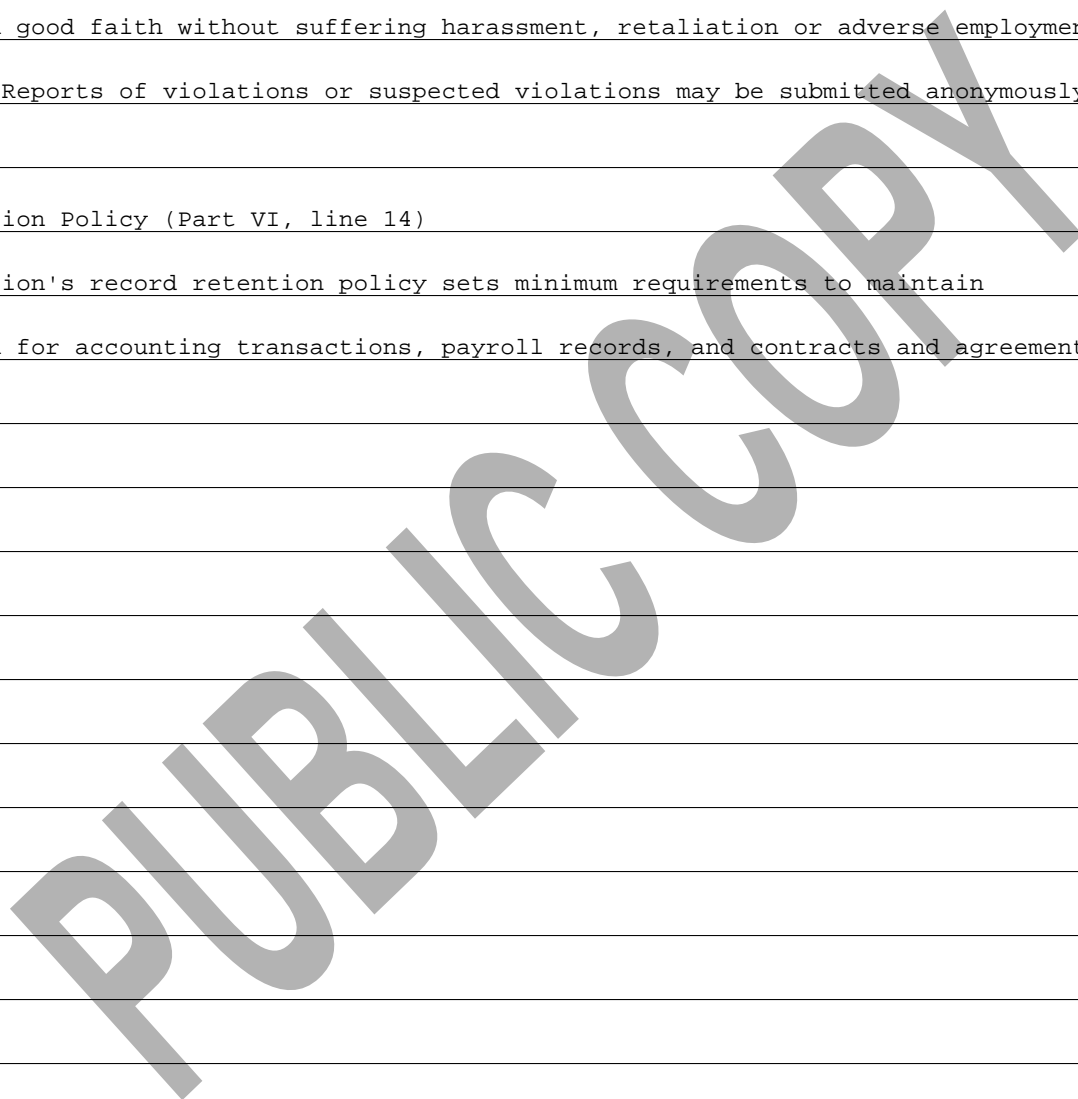 good faith without suffering harassment, retaliation or adverse employmen
Reports of violations or suspected violations may be submitted anonymously
ion Policy (Part VI, line 14)
ion's record retention policy sets minimum requirements to maintain
for accounting transactions, payroll records, and contracts and agreement
PUBLIC COPY